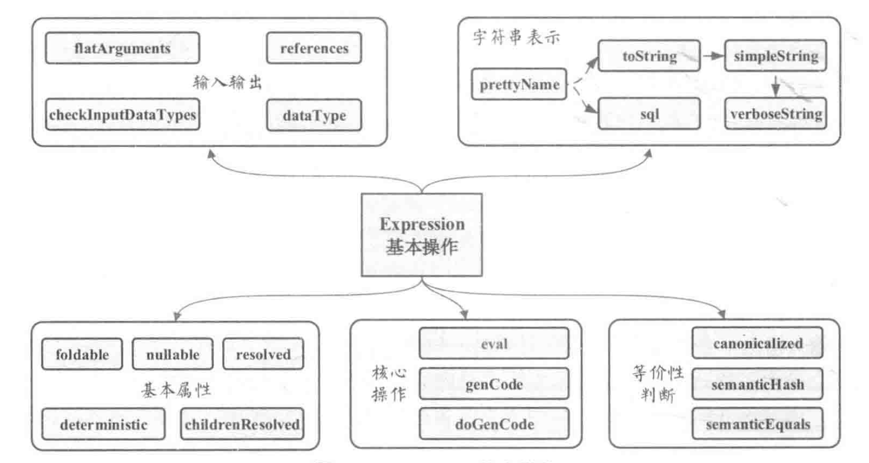 flatArguments
references
输入输出
checkInputDataTypes
dataType
字符串表示
toString
simpleString
prettyName
sql
verboseString
Expression
基本操作
foldable
nullable
resolved
基本属性
deterministic
childrenResolved
核心
操作
eval
genCode
doGenCode
等价性
判断
canonicalized
semanticHash
semanticEquals